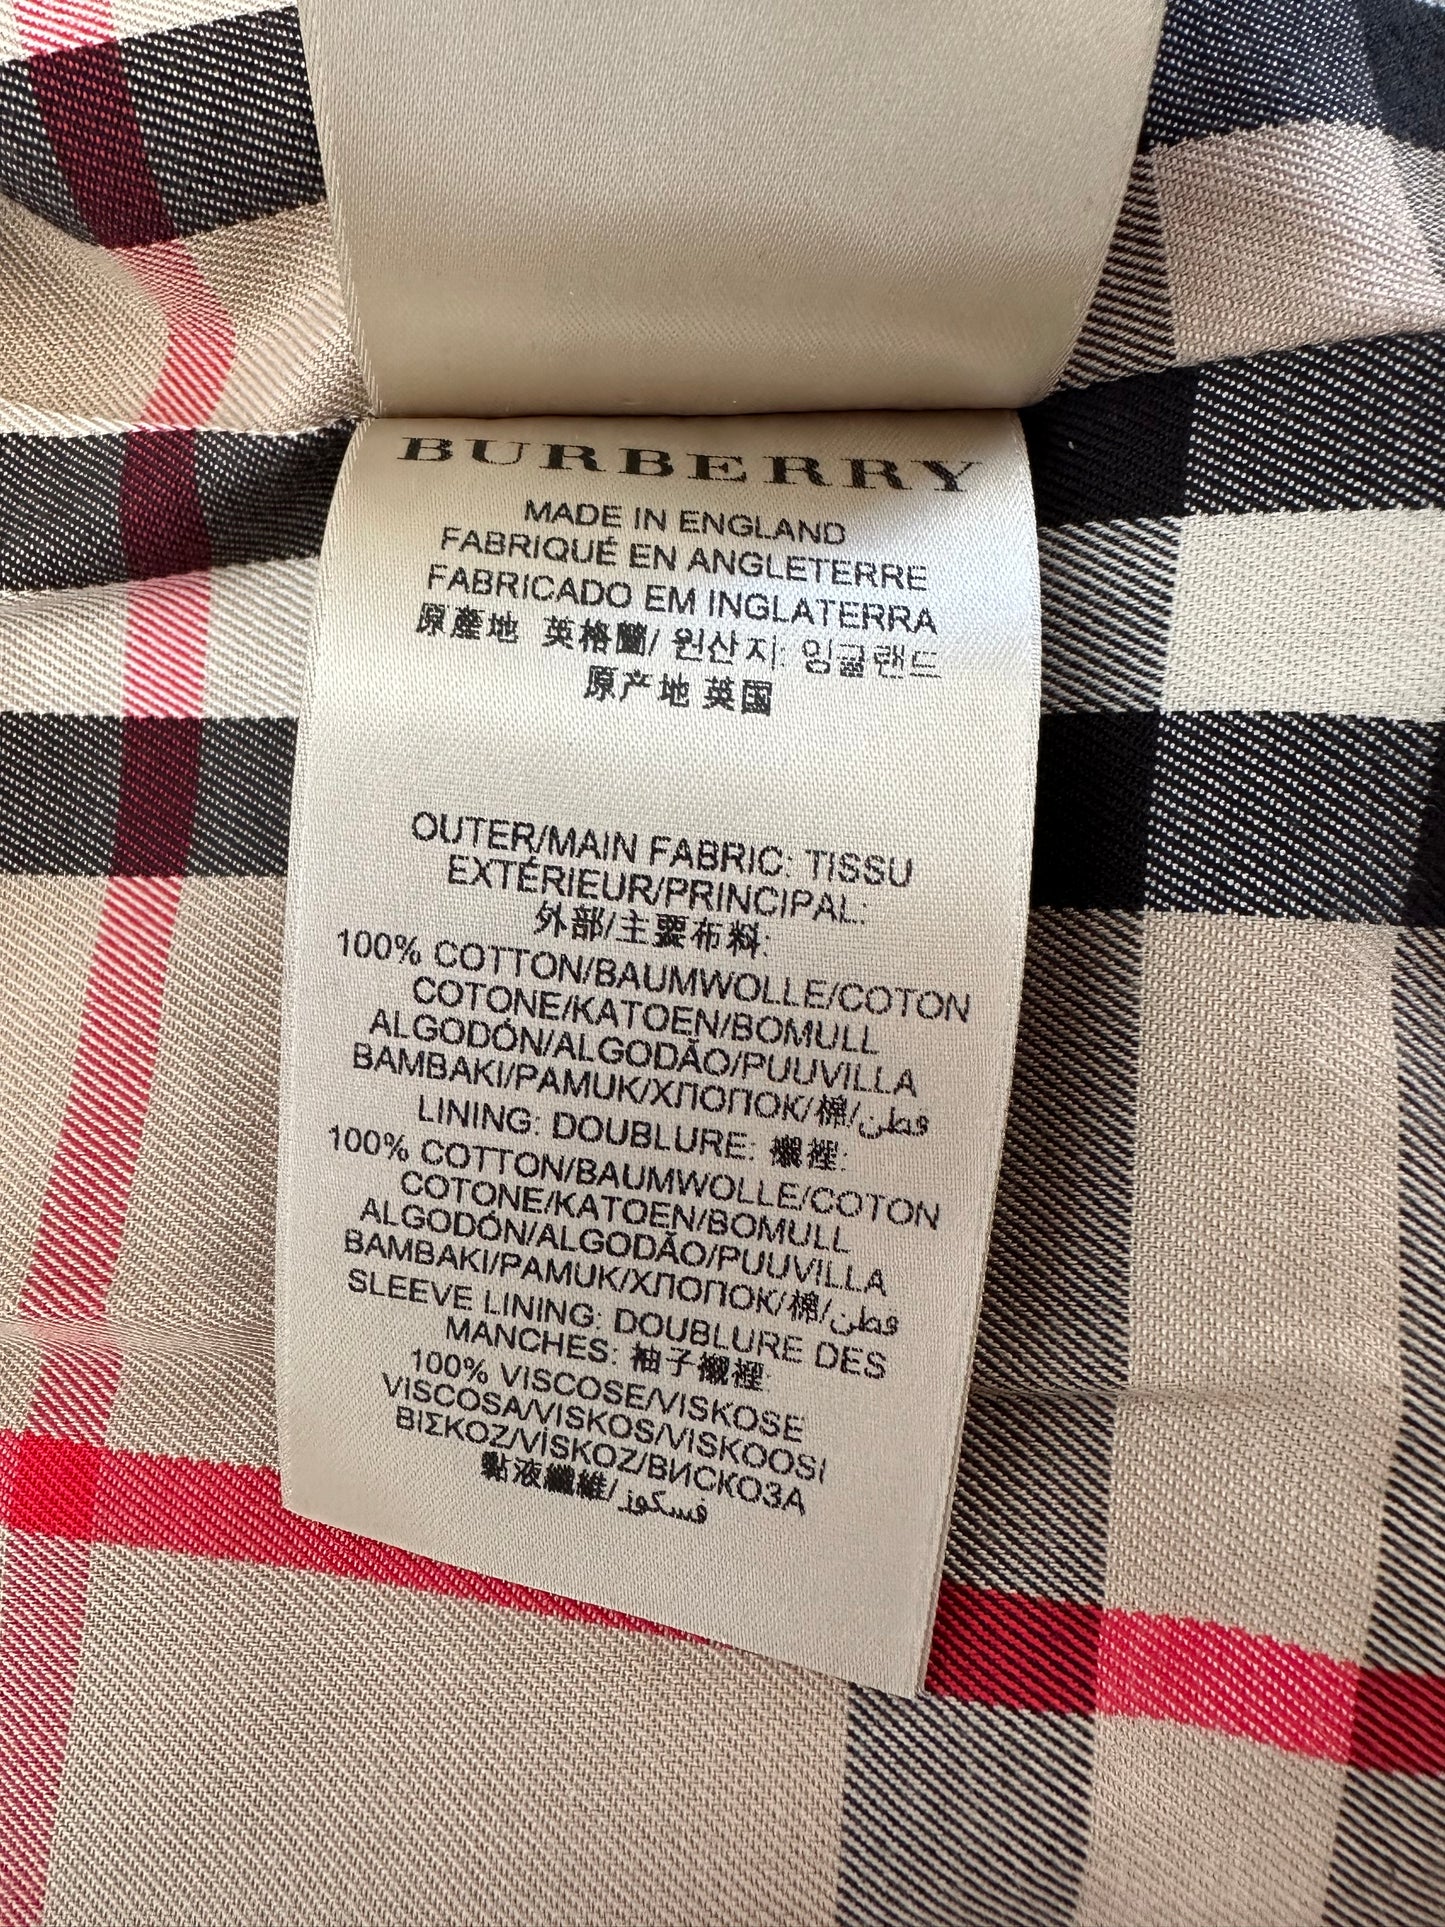 BURBERRY
MADE IN ENGLAND
FABRIQUÉ EN ANGLETERRE
FABRICADO EM INGLATERRA
原產地 英格蘭/ 원산지: 잉글랜드
原产地 英国
OUTER/MAIN FABRIC: TISSU
EXTÉRIEUR/PRINCIPAL:
外部/主要布料:
100% COTTON/BAUMWOLLE/COTON
COTONE/KATOEN/BOMULL
ALGODÓN/ALGODÃO/PUUVILLA
BAMBAKI/PAMUK/ХЛОПОК/棉/قطن
LINING: DOUBLURE: 襯裡:
100% COTTON/BAUMWOLLE/COTON
COTONE/KATOEN/BOMULL
ALGODÓN/ALGODÃO/PUUVILLA
BAMBAKI/PAMUK/ХЛОПОК/棉/قطن
SLEEVE LINING: DOUBLURE DES
MANCHES: 袖子襯裡:
100% VISCOSE/VISKOSE
VISCOSA/VISKOS/VISKOOSI
ΒΙΣΚΟΖ/VİSKOZ/ВИСКОЗА
黏液纖維/فسكوز